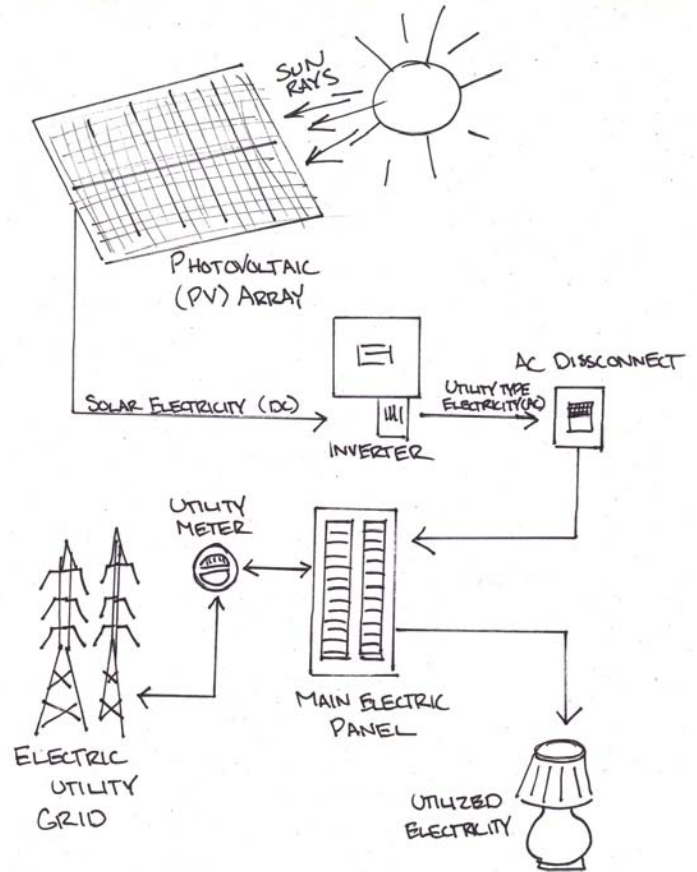 SUN
RAYS
PHOTOVOLTAIC
(PV) ARRAY
SOLAR ELECTRICITY (DC)
INVERTER
UTILITY TYPE
ELECTRICITY (AC)
AC DISSCONNECT
UTILITY
METER
MAIN ELECTRIC
PANEL
ELECTRIC
UTILITY
GRID
UTILIZED
ELECTRICITY